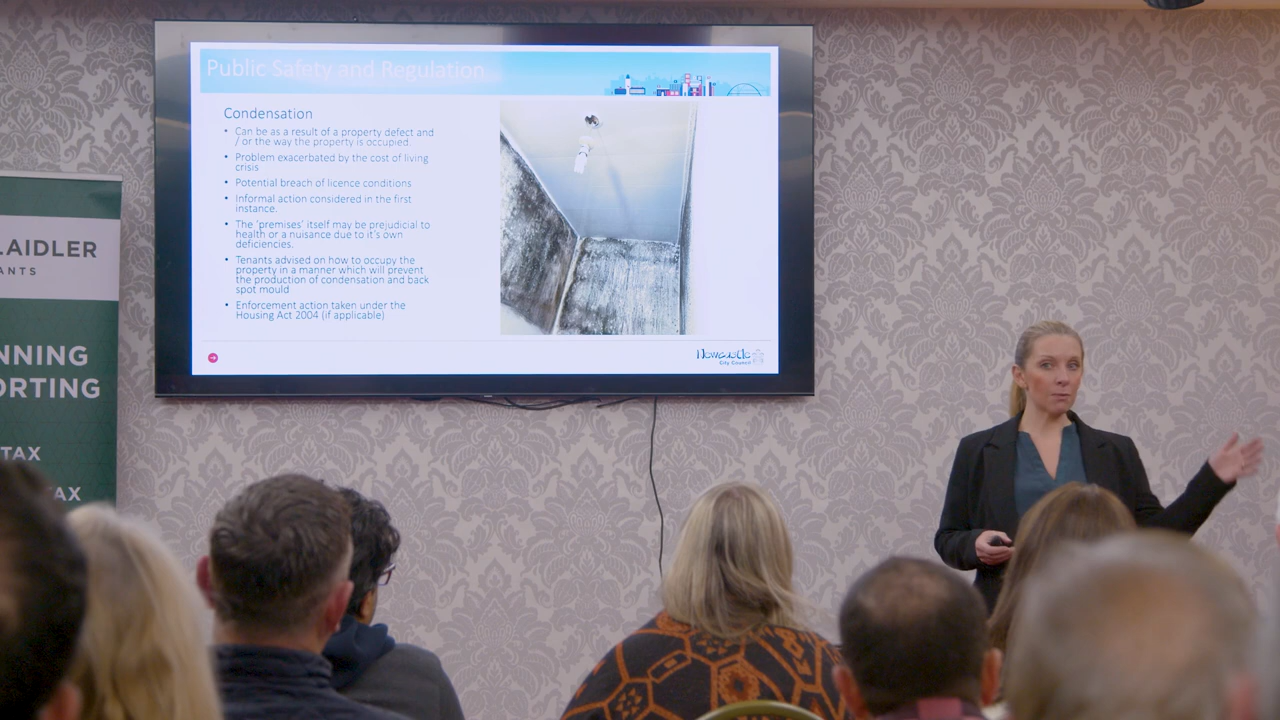 Public Safety and Regulation
Condensation
• Can be as a result of a property defect and
/ or the way the property is occupied.
• Problem exacerbated by the cost of living
crisis
• Potential breach of licence conditions
• Informal action considered in the first
instance.
• The 'premises' itself may be prejudicial to
health or a nuisance due to it's own
deficiencies.
• Tenants advised on how to occupy the
property in a manner which will prevent
the production of condensation and back
spot mould
• Enforcement action taken under the
Housing Act 2004 (if applicable)
Newcastle
City Council
LAIDLER
ANTS
NNING
ORTING
TAX
AX